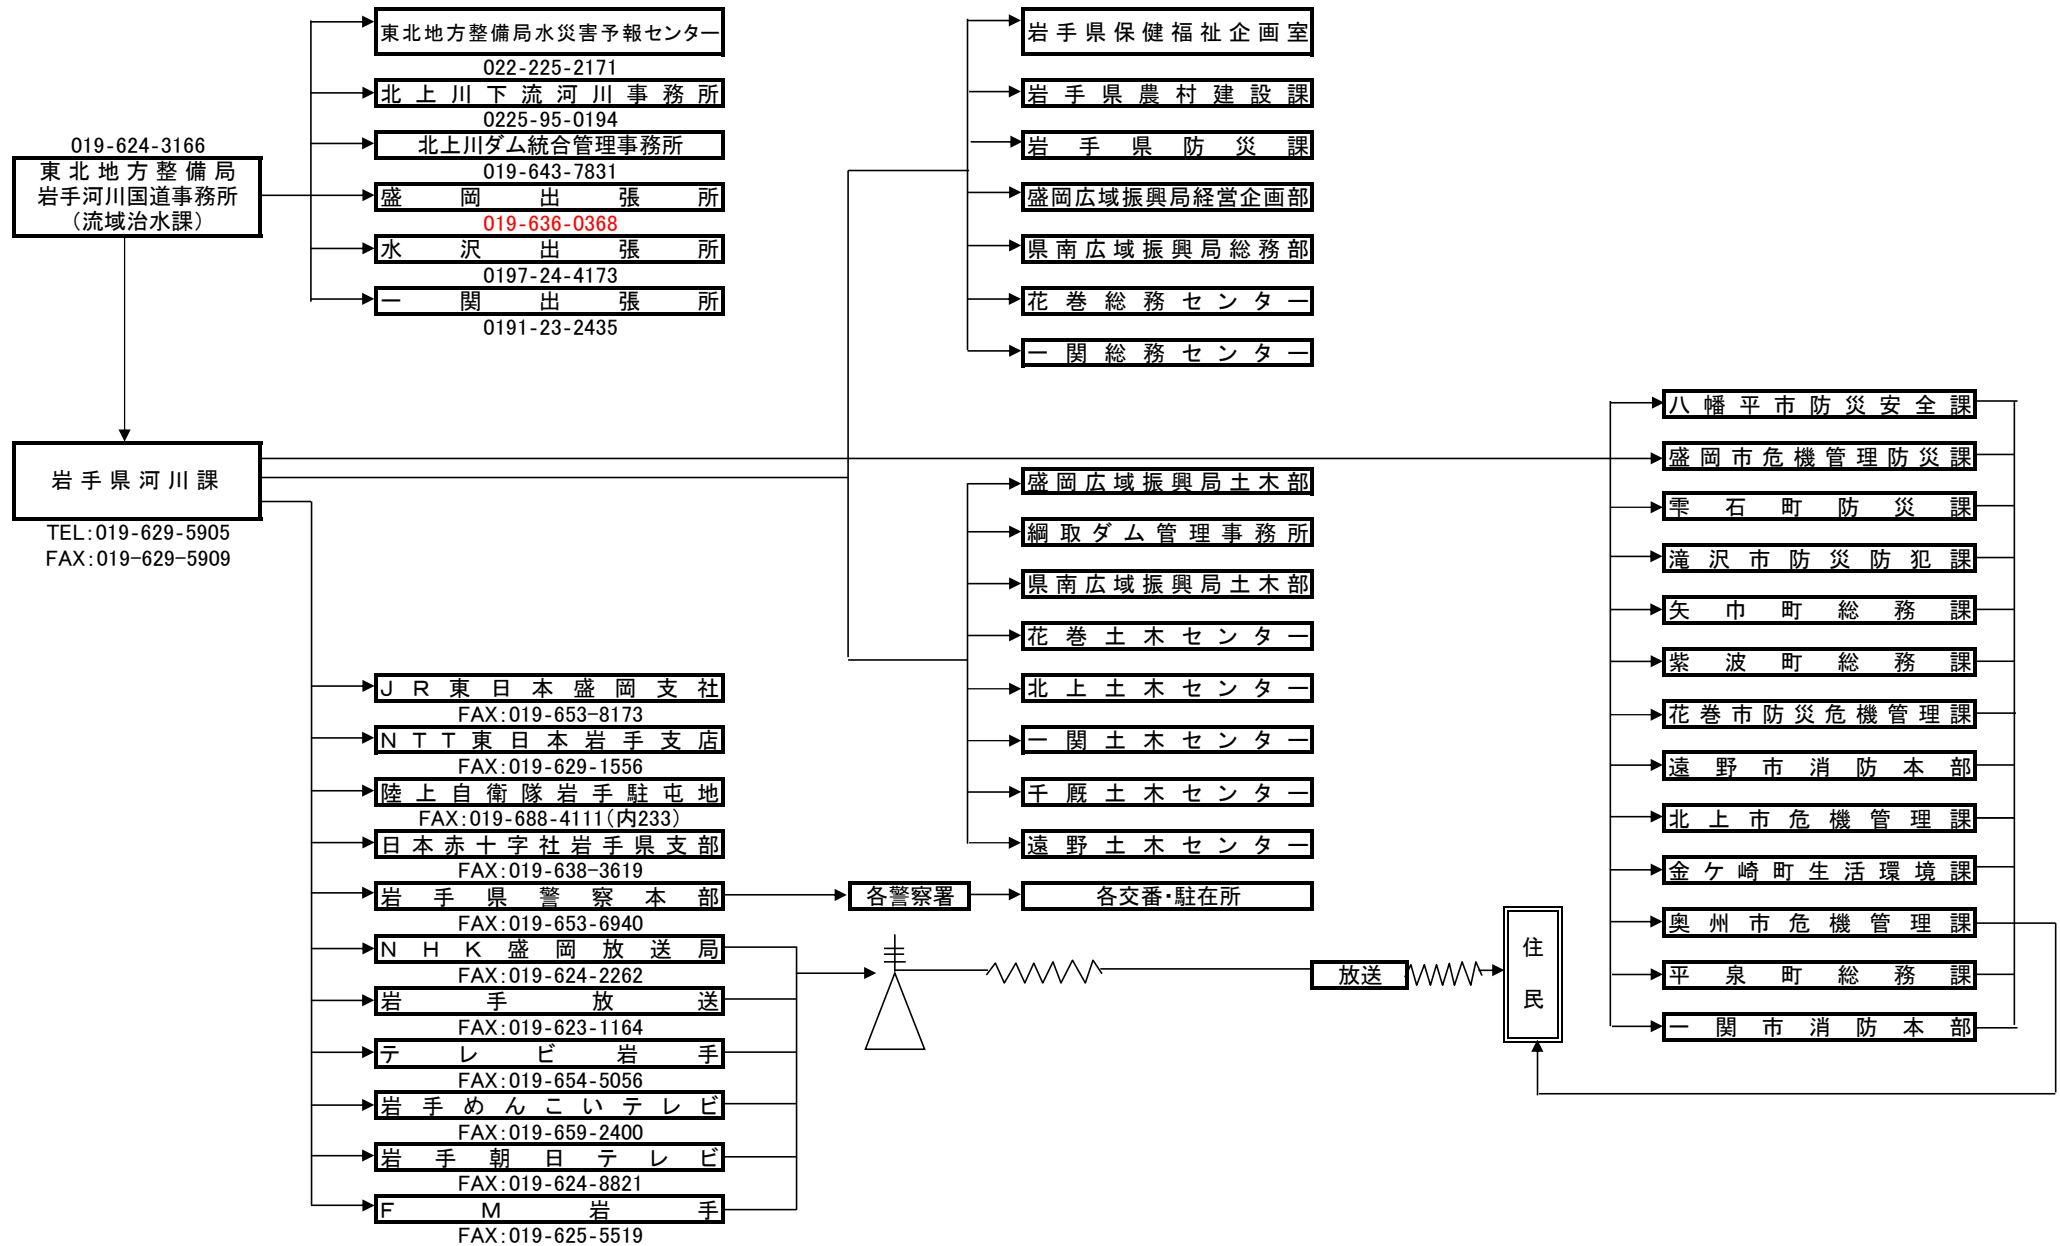 019-624-3166
東北地方整備局
岩手河川国道事務所
(流域治水課)
東北地方整備局水災害予報センター
022-225-2171
北上川下流河川事務所
0225-95-0194
北上川ダム統合管理事務所
019-643-7831
盛岡出張所
019-636-0368
水沢出張所
0197-24-4173
一関出張所
0191-23-2435
岩手県保健福祉企画室
岩手県農村建設課
岩手県防災課
盛岡広域振興局経営企画部
県南広域振興局総務部
花巻総務センター
一関総務センター
岩手県河川課
TEL:019-629-5905
FAX:019-629-5909
盛岡広域振興局土木部
綱取ダム管理事務所
県南広域振興局土木部
花巻土木センター
北上土木センター
一関土木センター
千厩土木センター
遠野土木センター
JR東日本盛岡支社
FAX:019-653-8173
NTT東日本岩手支店
FAX:019-629-1556
陸上自衛隊岩手駐屯地
FAX:019-688-4111(内233)
日本赤十字社岩手県支部
FAX:019-638-3619
岩手県警察本部
FAX:019-653-6940
各警察署
各交番・駐在所
NHK盛岡放送局
FAX:019-624-2262
岩手放送
FAX:019-623-1164
テレビ岩手
FAX:019-654-5056
岩手めんこいテレビ
FAX:019-659-2400
岩手朝日テレビ
FAX:019-624-8821
FM岩手
FAX:019-625-5519
放送
住民
八幡平市防災安全課
盛岡市危機管理防災課
雫石町防災課
滝沢市防災防犯課
矢巾町総務課
紫波町総務課
花巻市防災危機管理課
遠野市消防本部
北上市危機管理課
金ケ崎町生活環境課
奥州市危機管理課
平泉町総務課
一関市消防本部